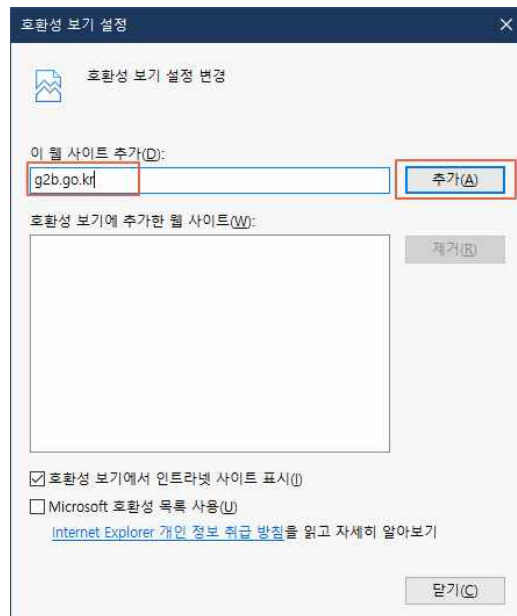 호환성 보기 설정
호환성 보기 설정 변경
이 웹 사이트 추가(D):
g2b.go.kr
추가(A)
호환성 보기에 추가한 웹 사이트(W):
제거(R)
호환성 보기에서 인트라넷 사이트 표시(I)
Microsoft 호환성 목록 사용(U)
Internet Explorer 개인 정보 취급 방침을 읽고 자세히 알아보기
닫기(C)